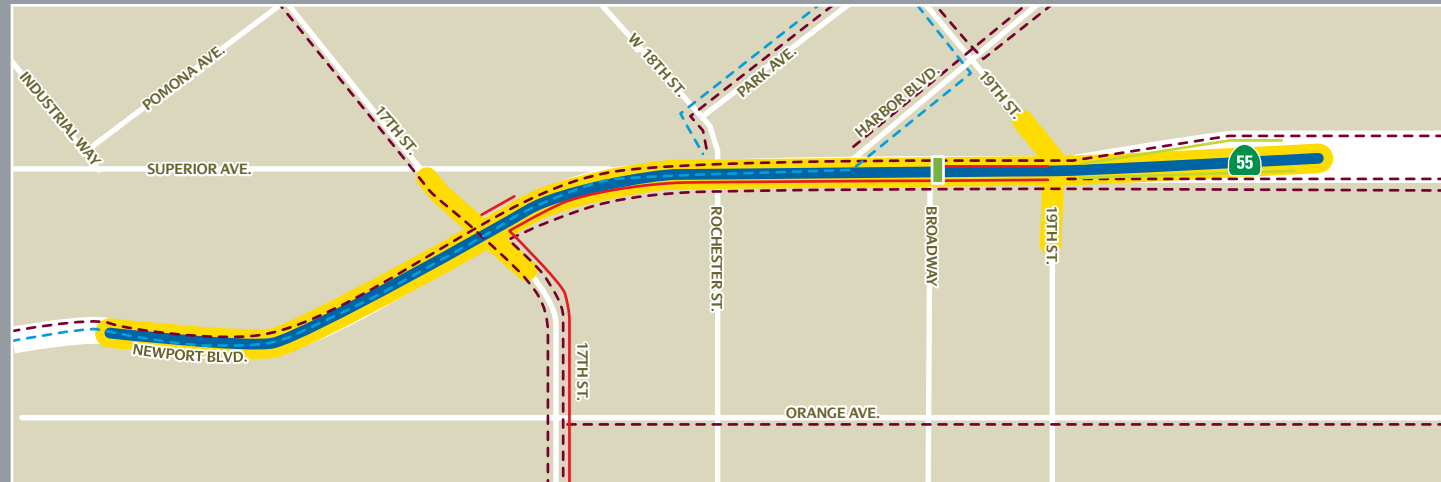 INDUSTRIAL WAY
POMONA AVE.
17TH ST.
W 18TH ST.
PARK AVE.
HARBOR BLVD.
19TH ST.
SUPERIOR AVE.
55
ROCHESTER ST.
BROADWAY
19TH ST.
NEWPORT BLVD.
17TH ST.
ORANGE AVE.